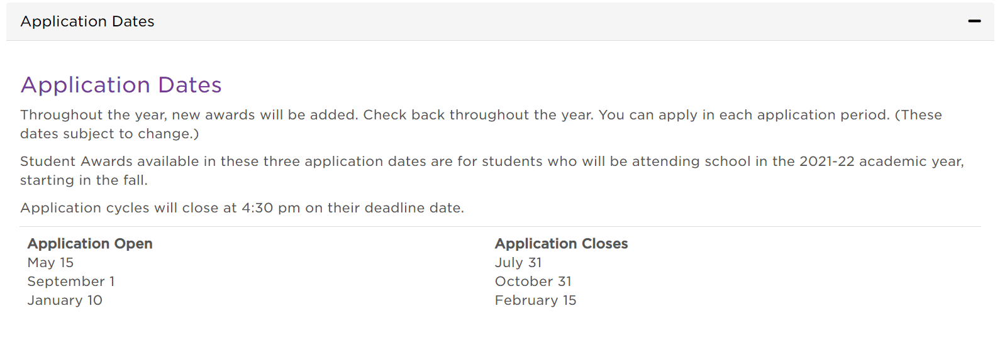 Application Dates
Application Dates
Throughout the year, new awards will be added. Check back throughout the year. You can apply in each application period. (These
dates subject to change.)
Student Awards available in these three application dates are for students who will be attending school in the 2021-22 academic year,
starting in the fall.
Application cycles will close at 4:30 pm on their deadline date.
Application Open Application Closes
May 15 July 31
September 1 October 31
January 10 February 15